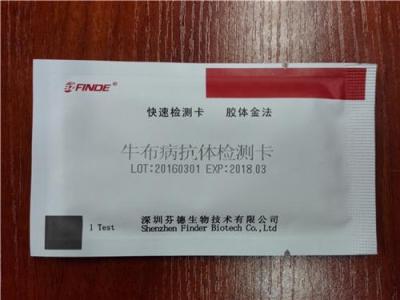 FINDE®
快速检测卡 胶体金法
牛布病抗体检测卡
LOT:20160301 EXP:2018.03
1 Test
深圳芬德生物技术有限公司
Shenzhen Finder Biotech Co.,Ltd